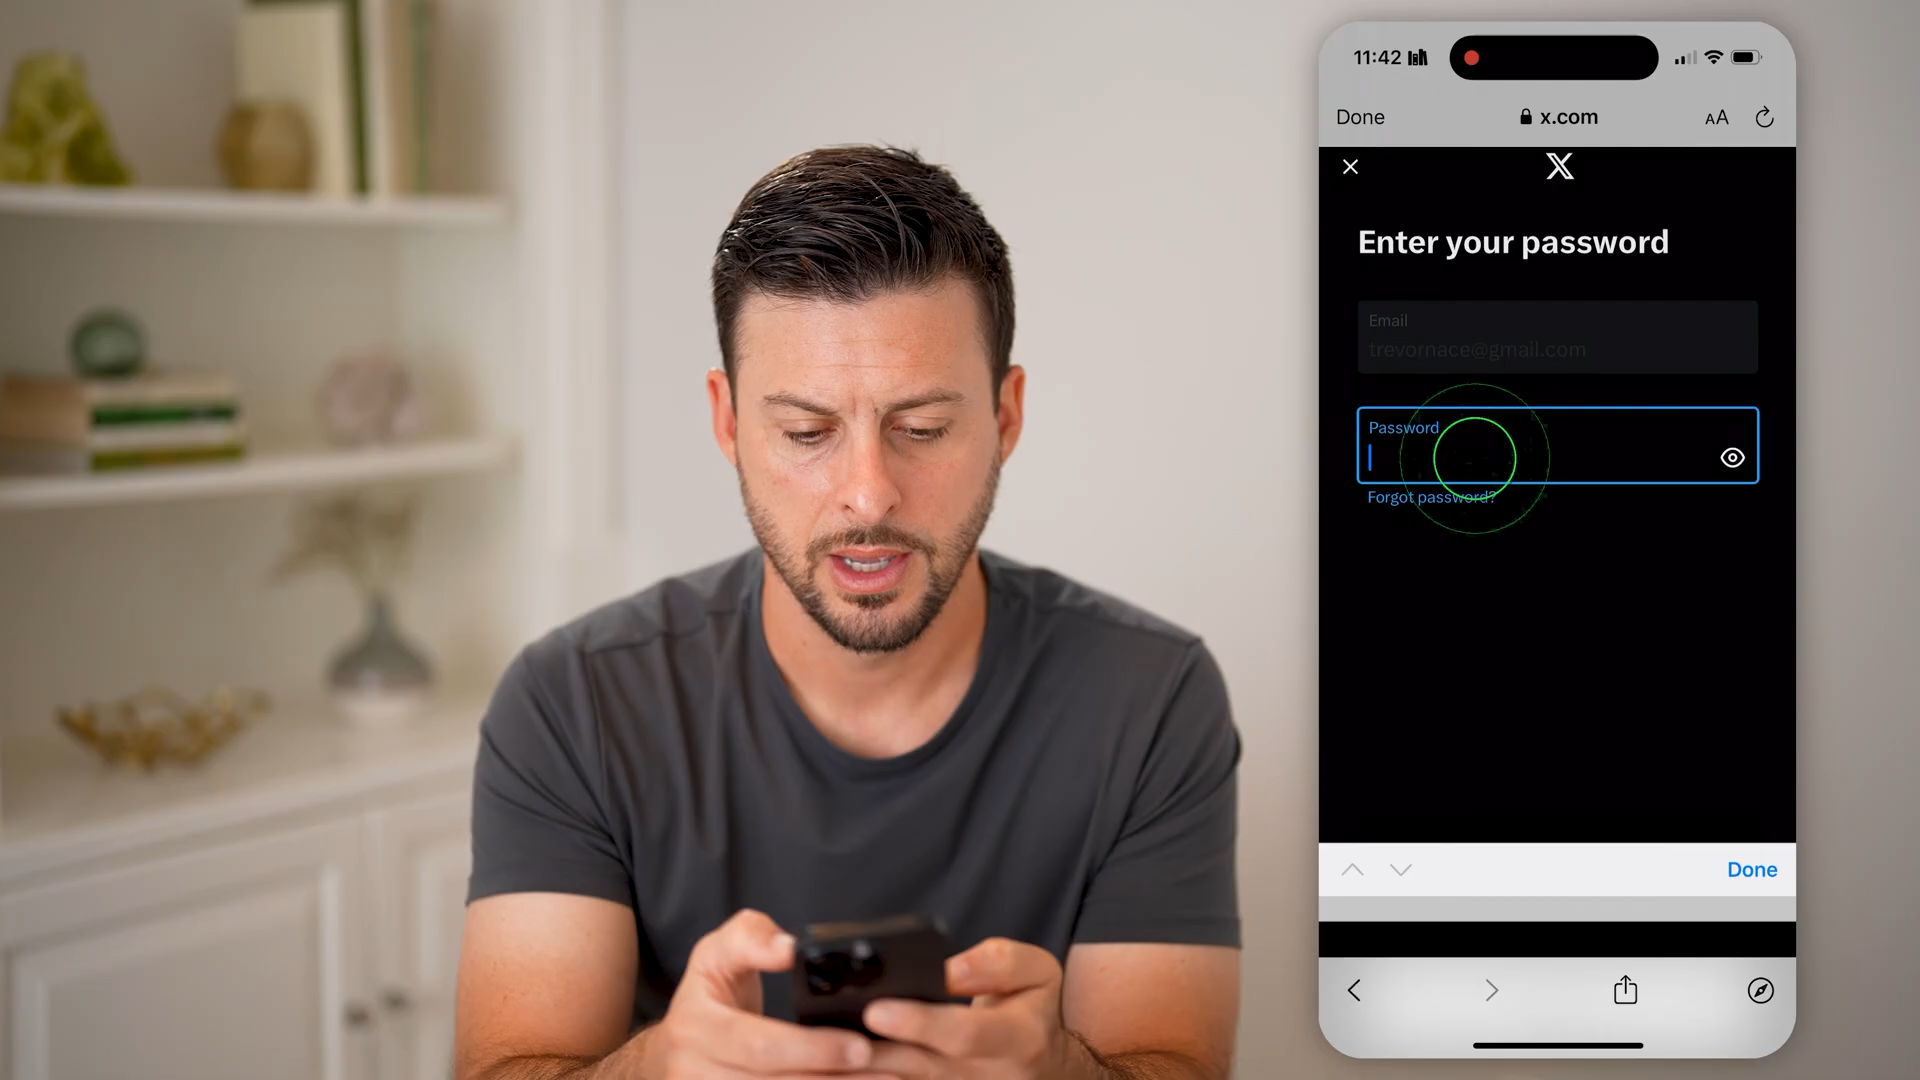 11:42
Done
x.com
AA
X
Enter your password
Email
trevornace@gmail.com
Password
Forgot password?
Done